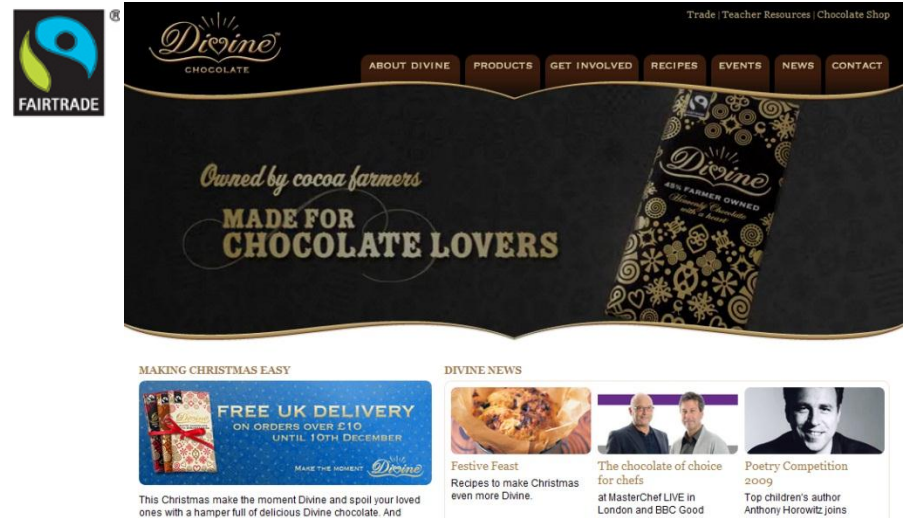 ®
FAIRTRADE
Trade | Teacher Resources | Chocolate Shop
Divine™
CHOCOLATE
ABOUT DIVINE PRODUCTS GET INVOLVED RECIPES EVENTS NEWS CONTACT
Owned by cocoa farmers
MADE FOR
CHOCOLATE LOVERS
Divine
45% FARMER OWNED
Heavenly Chocolate
with a heart
MAKING CHRISTMAS EASY
FREE UK DELIVERY
ON ORDERS OVER £10
UNTIL 10TH DECEMBER
MAKE THE MOMENT Divine
This Christmas make the moment Divine and spoil your loved
ones with a hamper full of delicious Divine chocolate. And
DIVINE NEWS
Festive Feast
Recipes to make Christmas
even more Divine.
The chocolate of choice
for chefs
at MasterChef LIVE in
London and BBC Good
Poetry Competition
2009
Top children's author
Anthony Horowitz joins